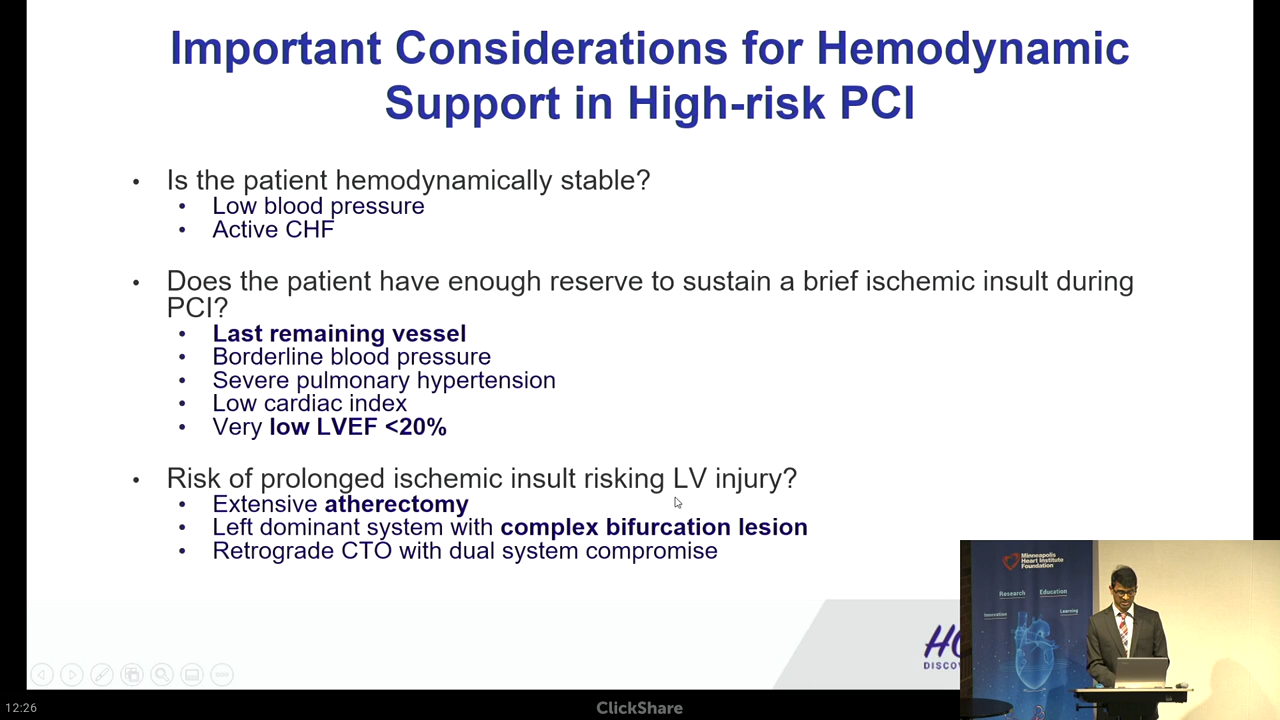 Important Considerations for Hemodynamic
Support in High-risk PCI
• Is the patient hemodynamically stable?
• Low blood pressure
• Active CHF
• Does the patient have enough reserve to sustain a brief ischemic insult during
PCI?
• Last remaining vessel
• Borderline blood pressure
• Severe pulmonary hypertension
• Low cardiac index
• Very low LVEF <20%
• Risk of prolonged ischemic insult risking LV injury?
• Extensive atherectomy
• Left dominant system with complex bifurcation lesion
• Retrograde CTO with dual system compromise
Minneapolis
Heart Institute
Foundation
Research
Education
Innovation
Learning
12:26
ClickShare